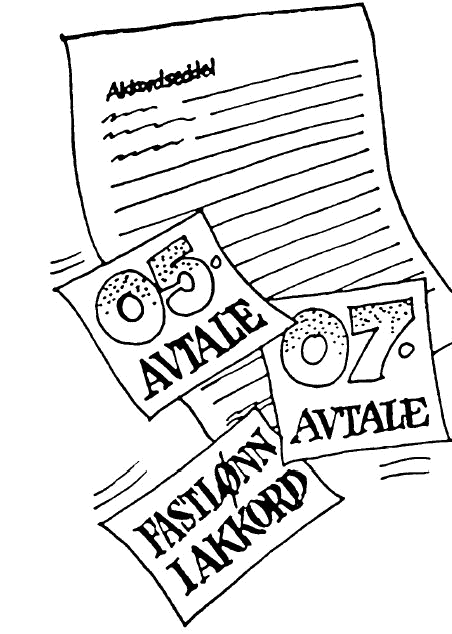 Akkordseddel
05.
AVTALE
07.
AVTALE
FASTLØNN
I AKKORD